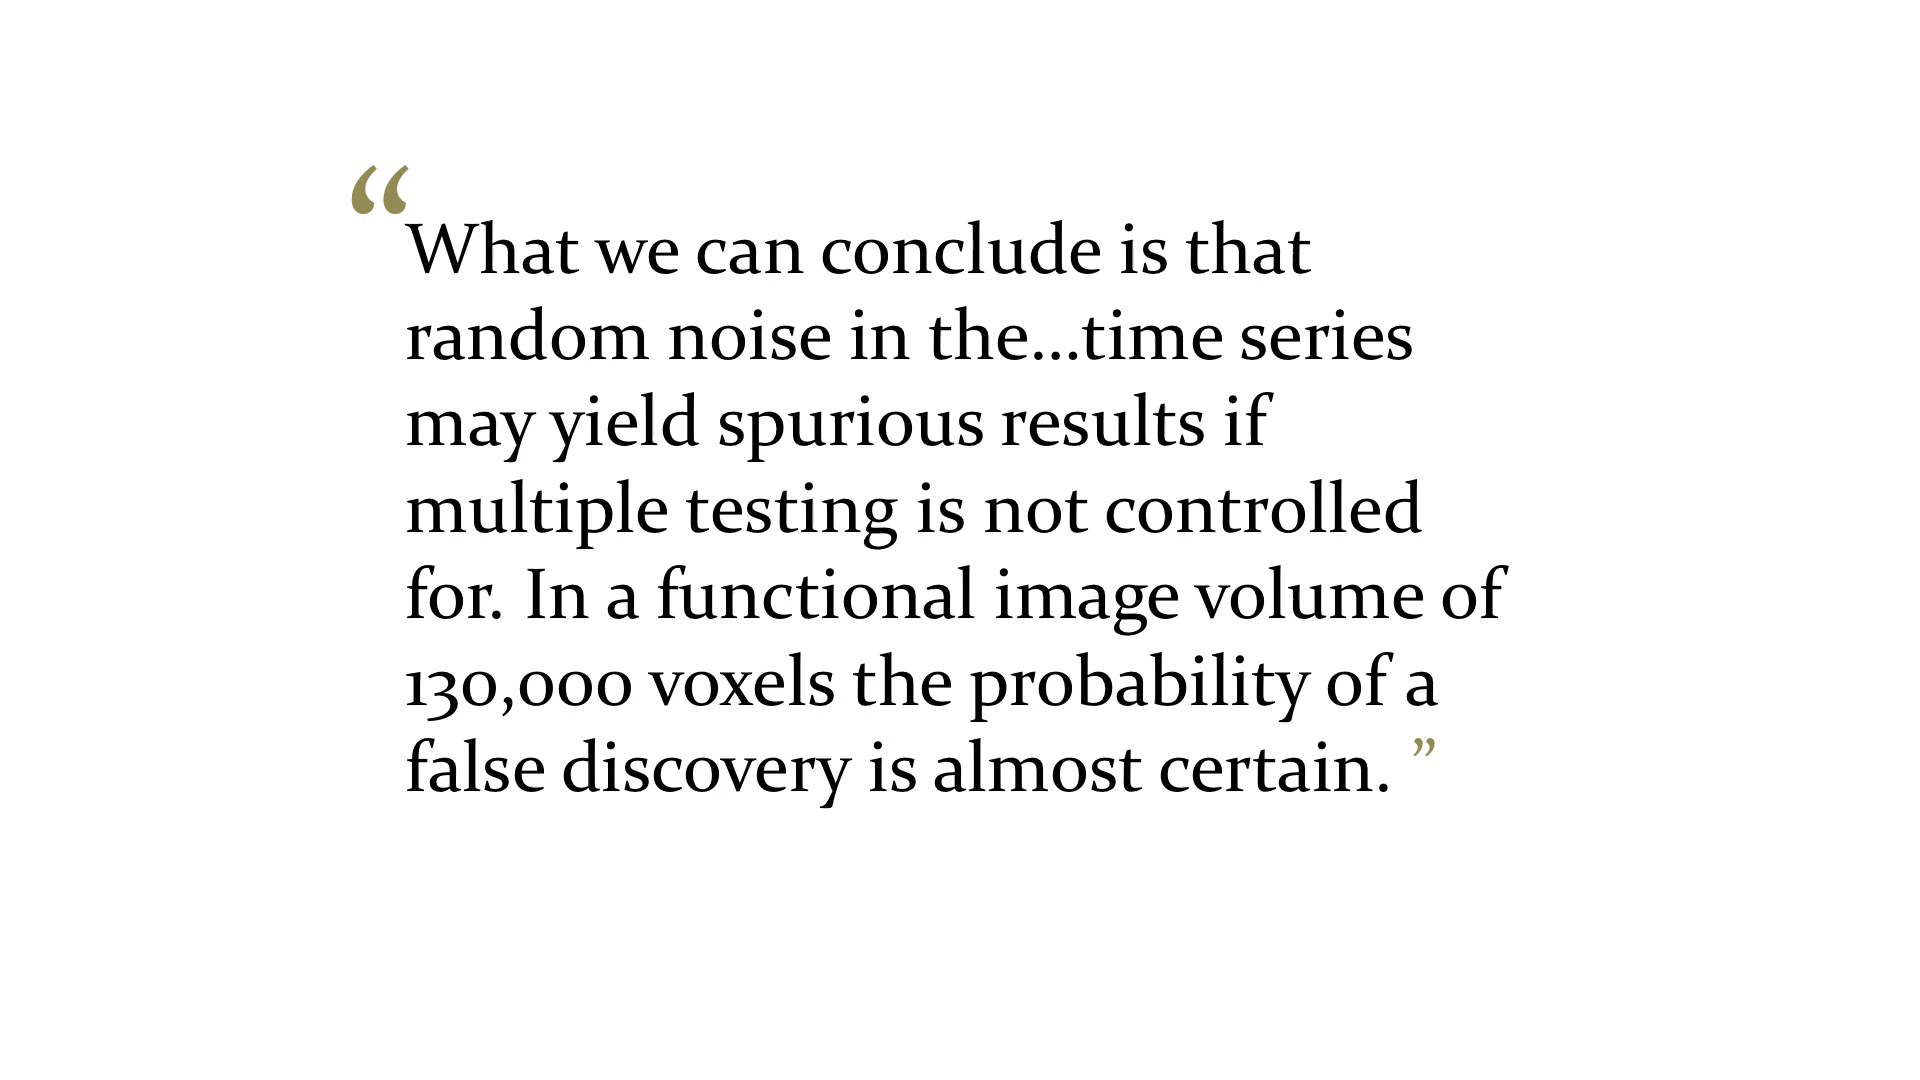 “What we can conclude is that
random noise in the…time series
may yield spurious results if
multiple testing is not controlled
for. In a functional image volume of
130,000 voxels the probability of a
false discovery is almost certain. ”